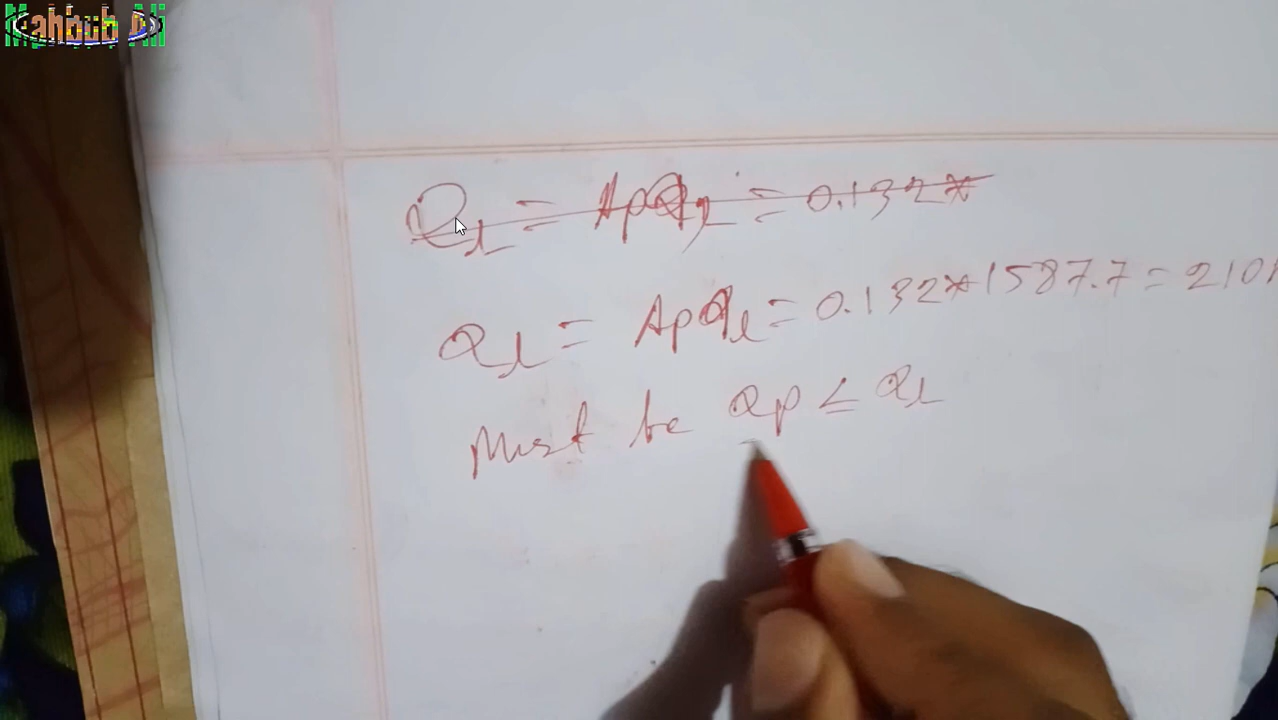 Mahbub Ali
Ql = Apql = 0.132*
Ql = Apql = 0.132*1587.7 = 210
Must be Qp ≤ Ql